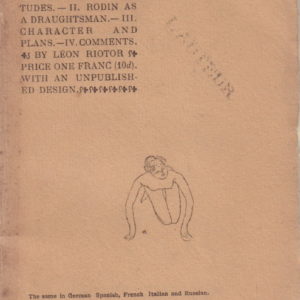 TUDES.—II. RODIN AS
A DRAUGHTSMAN.—III.
CHARACTER AND
PLANS.—IV. COMMENTS.
BY LÉON RIOTOR
PRICE ONE FRANC (10d).
WITH AN UNPUBLISH-
ED DESIGN.
The same in German Spanish, French Italian and Russian.